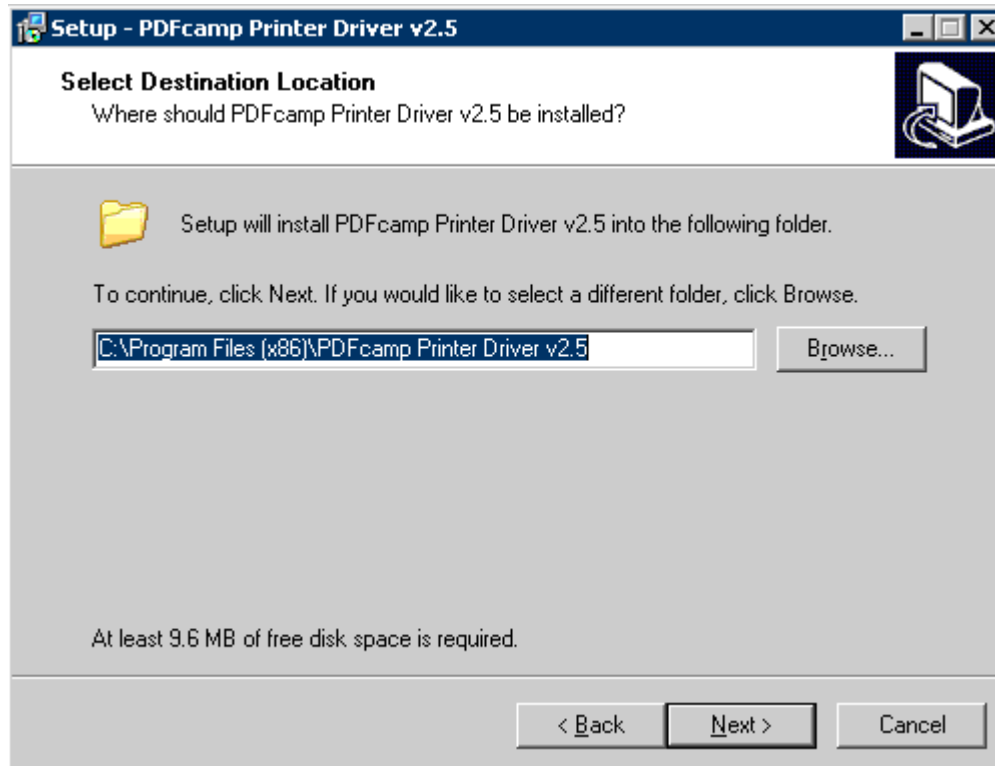 Setup - PDFcamp Printer Driver v2.5
Select Destination Location
Where should PDFcamp Printer Driver v2.5 be installed?
Setup will install PDFcamp Printer Driver v2.5 into the following folder.
To continue, click Next. If you would like to select a different folder, click Browse.
C:\Program Files (x86)\PDFcamp Printer Driver v2.5
Browse...
At least 9.6 MB of free disk space is required.
< Back
Next >
Cancel